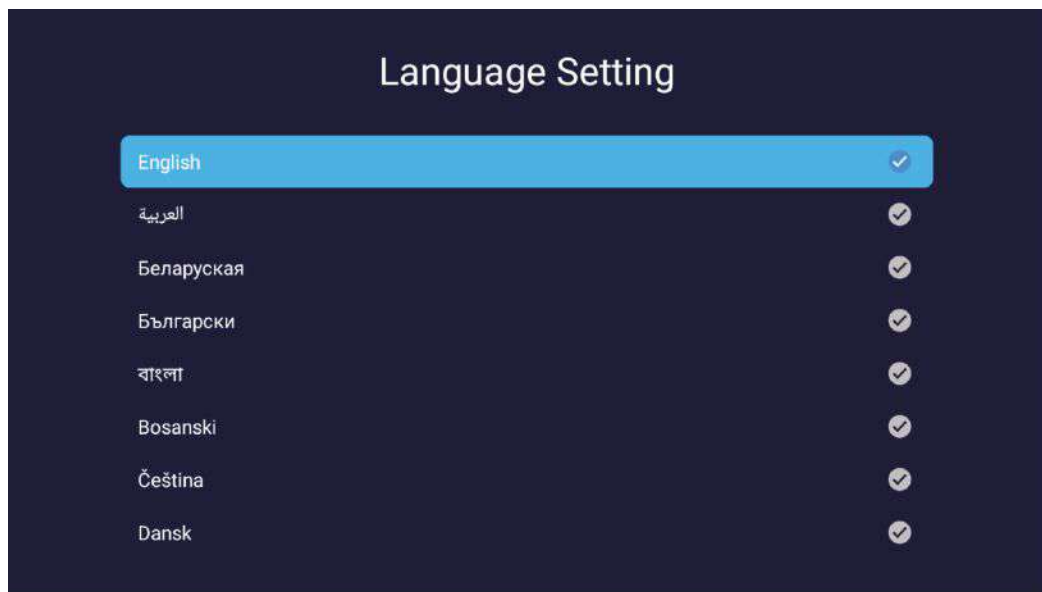 Language Setting
English
العربية
Беларуская
Български
বাংলা
Bosanski
Čeština
Dansk